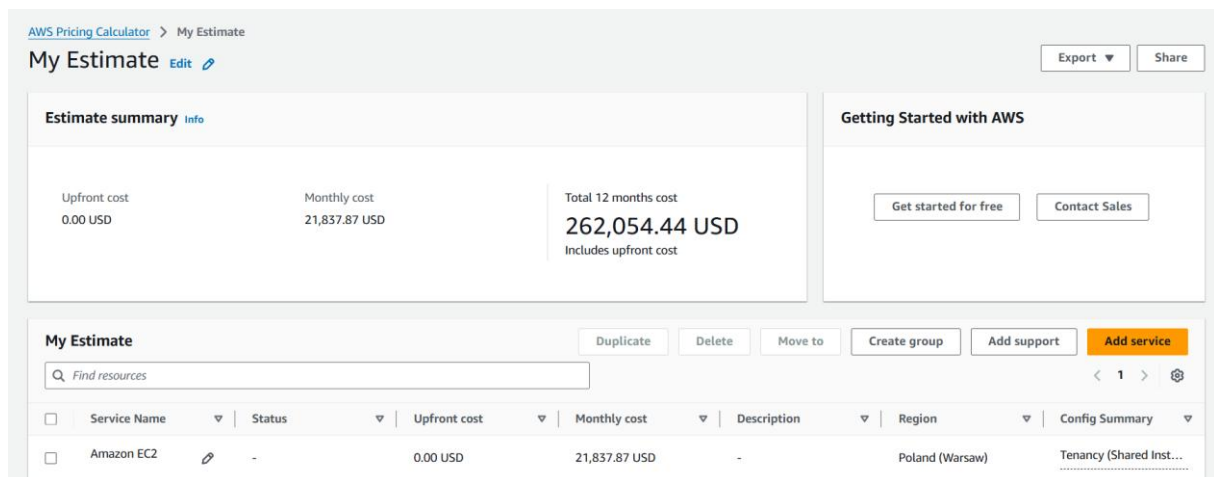 AWS Pricing Calculator > My Estimate
My Estimate Edit
Export ▼ Share
Estimate summary Info
Getting Started with AWS
Upfront cost Monthly cost Total 12 months cost
0.00 USD 21,837.87 USD 262,054.44 USD
Includes upfront cost
Get started for free Contact Sales
My Estimate Duplicate Delete Move to Create group Add support Add service
Find resources < 1 >
Service Name Status Upfront cost Monthly cost Description Region Config Summary
Amazon EC2 - 0.00 USD 21,837.87 USD - Poland (Warsaw) Tenancy (Shared Inst...